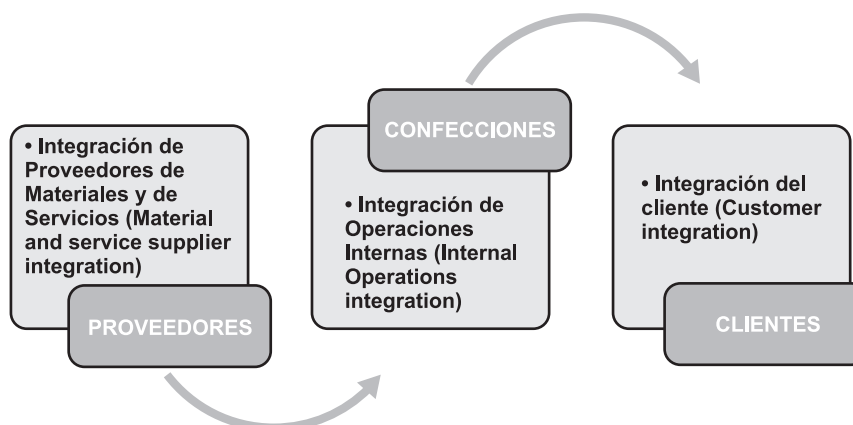 • Integración de
Proveedores de
Materiales y de
Servicios (Material
and service supplier
integration)
PROVEEDORES
CONFECCIONES
• Integración de
Operaciones
Internas (Internal
Operations
integration)
• Integración del
cliente (Customer
integration)
CLIENTES